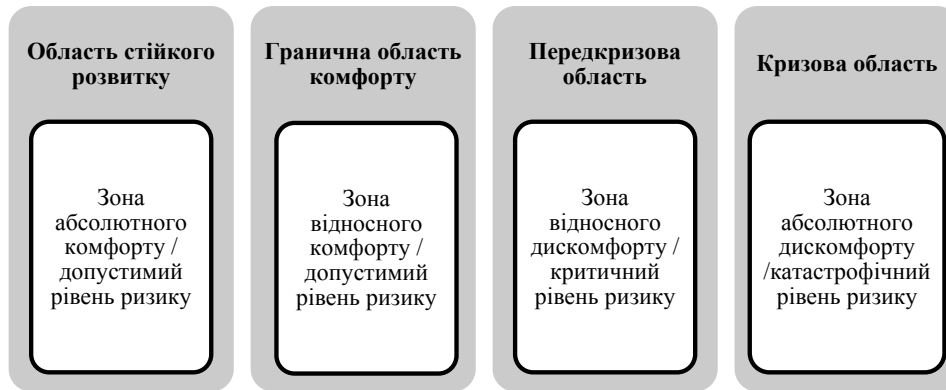 Область стійкого
розвитку
Зона
абсолютного
комфорту /
допустимий
рівень ризику
Гранична область
комфорту
Зона
відносного
комфорту /
допустимий
рівень ризику
Передкризова
область
Зона
відносного
дискомфорту /
критичний
рівень ризику
Кризова область
Зона
абсолютного
дискомфорту
/катастрофічний
рівень ризику